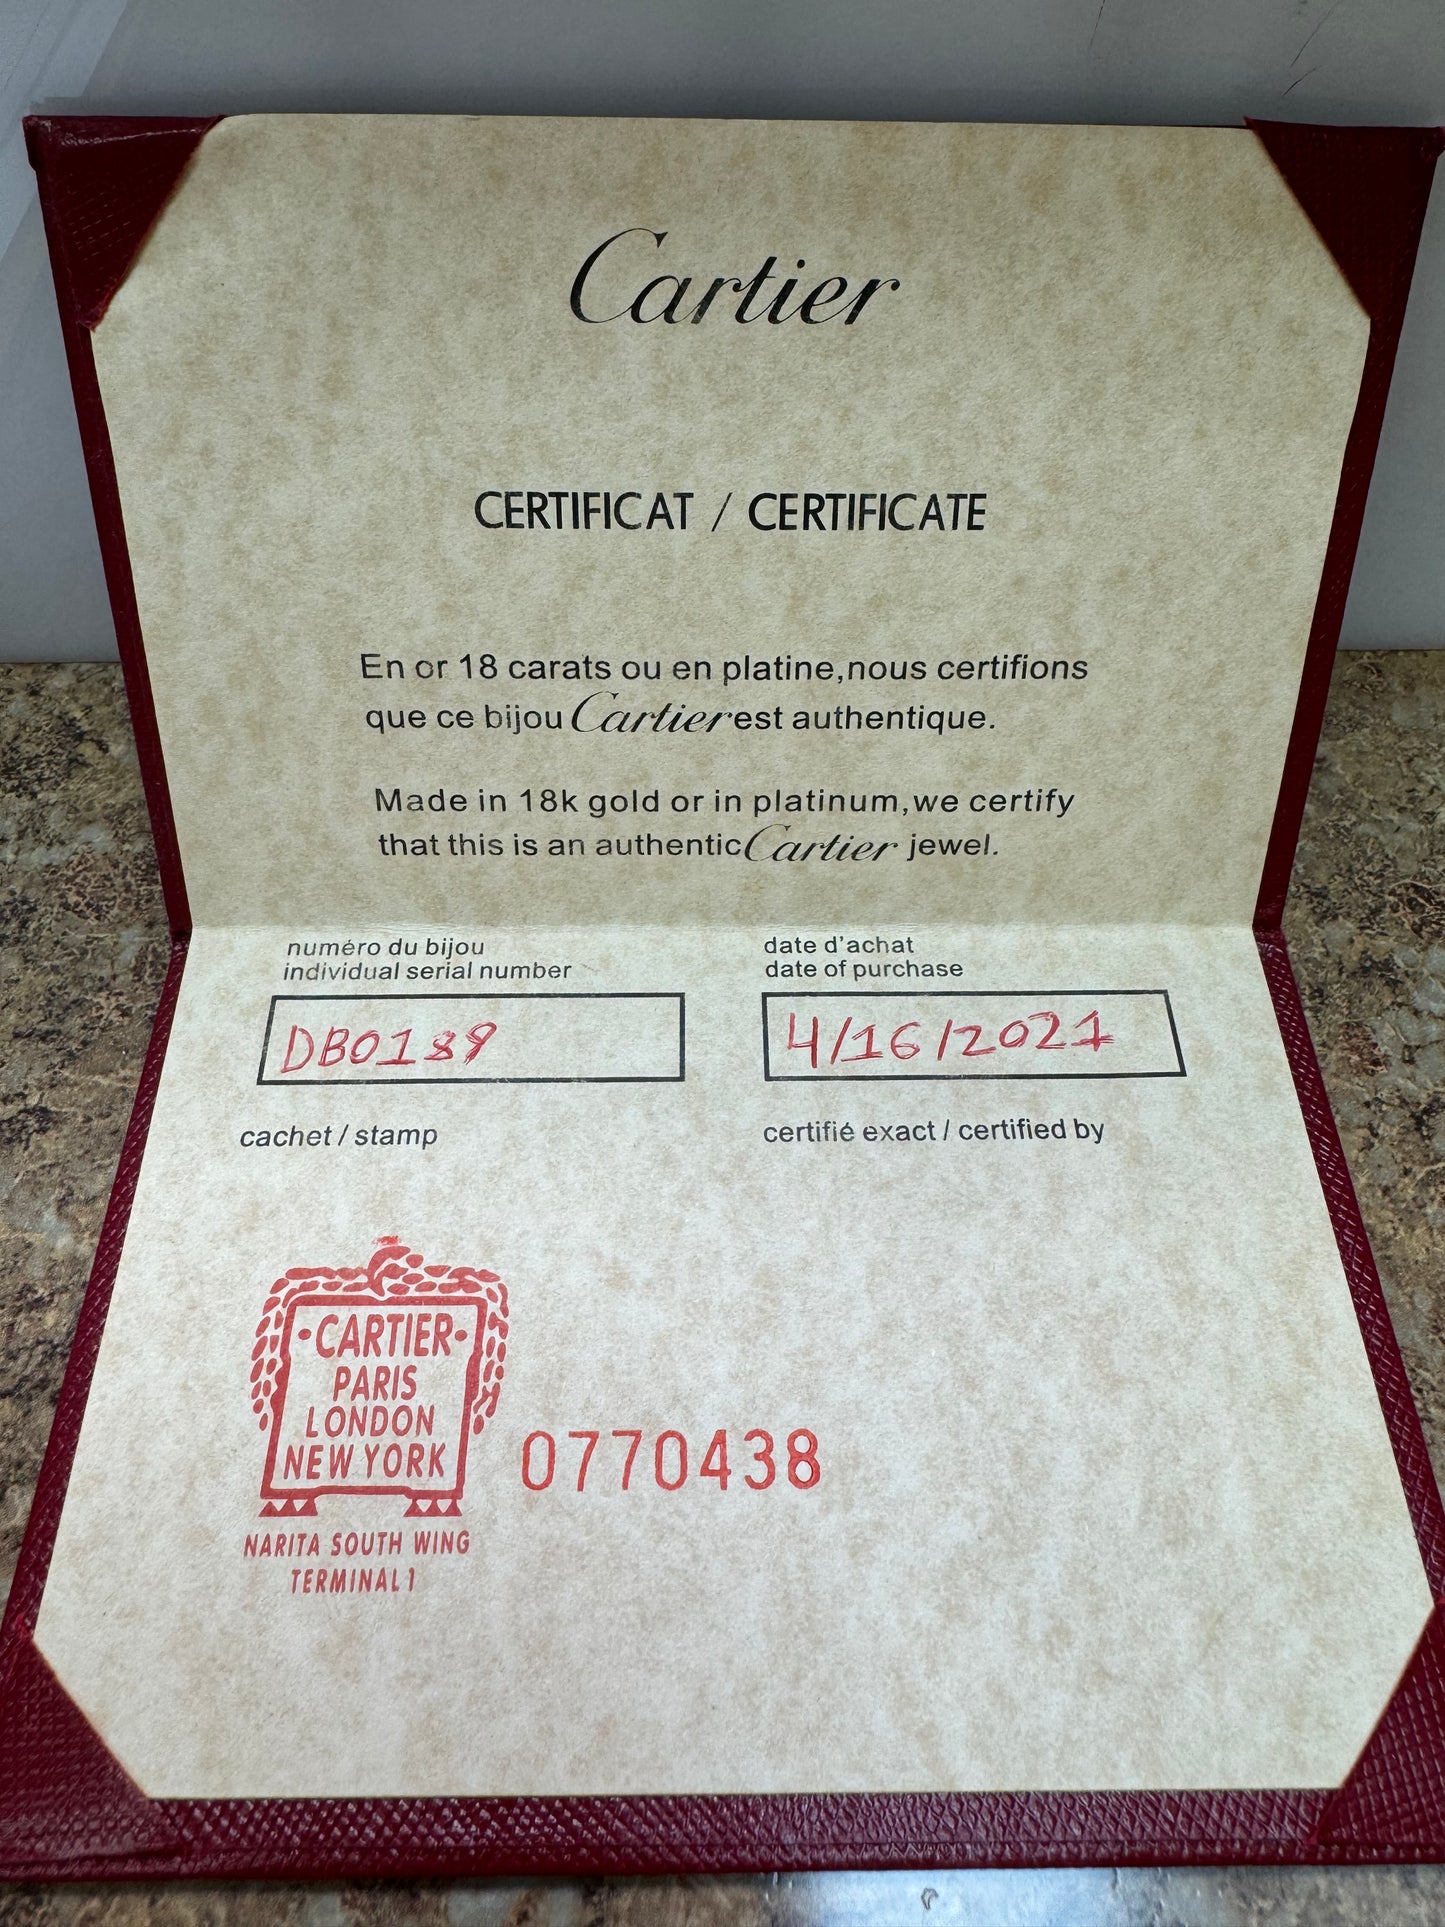 Cartier
CERTIFICAT / CERTIFICATE
En or 18 carats ou en platine,nous certifions
que ce bijou Cartier est authentique.
Made in 18k gold or in platinum,we certify
that this is an authentic Cartier jewel.
numéro du bijou
individual serial number
DB0189
date d'achat
date of purchase
4/16/2021
cachet / stamp
certifié exact / certified by
·CARTIER·
PARIS
LONDON
NEW YORK
0770438
NARITA SOUTH WING
TERMINAL 1